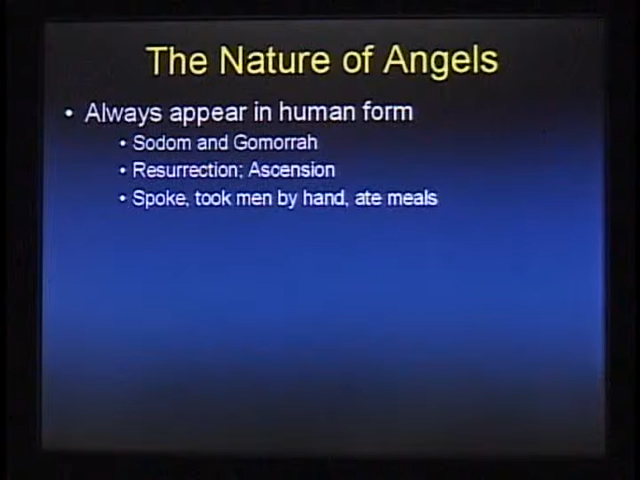 The Nature of Angels
• Always appear in human form
• Sodom and Gomorrah
• Resurrection; Ascension
• Spoke, took men by hand, ate meals